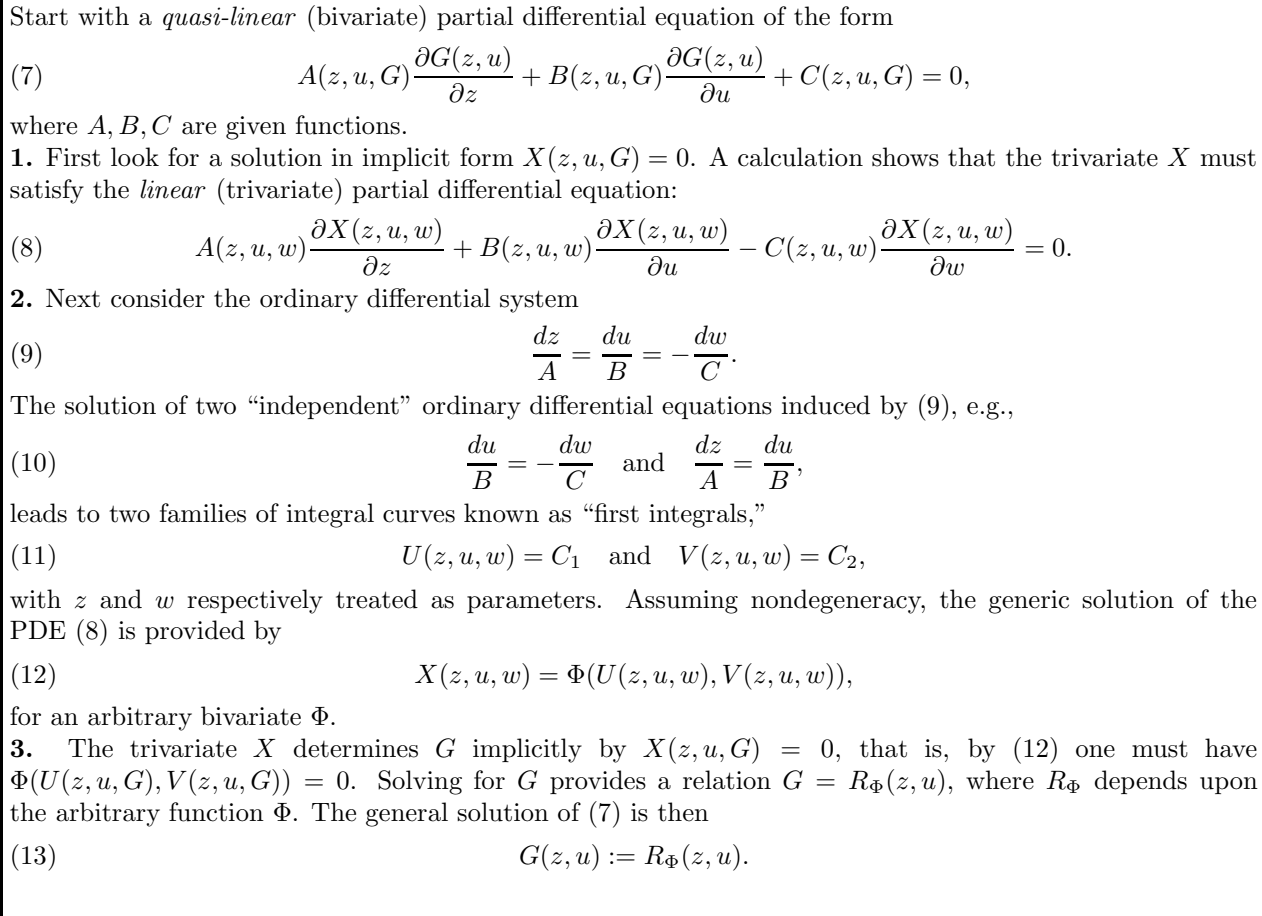 Start with a quasi-linear (bivariate) partial differential equation of the form
(7) A(z, u, G) ∂G(z, u)/∂z + B(z, u, G) ∂G(z, u)/∂u + C(z, u, G) = 0,
where A, B, C are given functions.
1. First look for a solution in implicit form X(z, u, G) = 0. A calculation shows that the trivariate X must
satisfy the linear (trivariate) partial differential equation:
(8) A(z, u, w) ∂X(z, u, w)/∂z + B(z, u, w) ∂X(z, u, w)/∂u − C(z, u, w) ∂X(z, u, w)/∂w = 0.
2. Next consider the ordinary differential system
(9) dz/A = du/B = −dw/C.
The solution of two “independent” ordinary differential equations induced by (9), e.g.,
(10) du/B = −dw/C and dz/A = du/B,
leads to two families of integral curves known as “first integrals,”
(11) U(z, u, w) = C₁ and V(z, u, w) = C₂,
with z and w respectively treated as parameters. Assuming nondegeneracy, the generic solution of the
PDE (8) is provided by
(12) X(z, u, w) = Φ(U(z, u, w), V(z, u, w)),
for an arbitrary bivariate Φ.
3. The trivariate X determines G implicitly by X(z, u, G) = 0, that is, by (12) one must have
Φ(U(z, u, G), V(z, u, G)) = 0. Solving for G provides a relation G = R_Φ(z, u), where R_Φ depends upon
the arbitrary function Φ. The general solution of (7) is then
(13) G(z, u) := R_Φ(z, u).